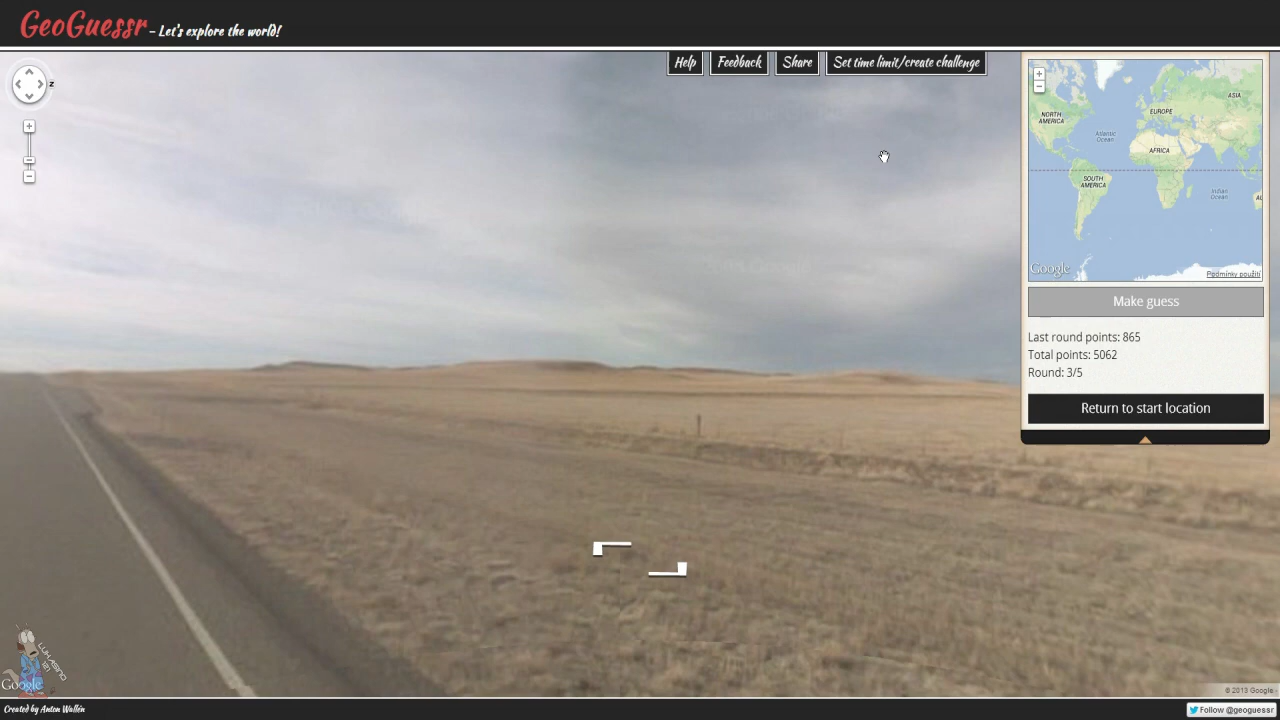 GeoGuessr - Let's explore the world!
Help
Feedback
Share
Set time limit/create challenge
z
NORTH AMERICA
Atlantic Ocean
EUROPE
ASIA
AFRICA
SOUTH AMERICA
Indian Ocean
AU
Google
Podmínky použití
Make guess
Last round points: 865
Total points: 5062
Round: 3/5
Return to start location
Google
© 2013 Google -
Created by Anton Wallén
Follow @geoguessr